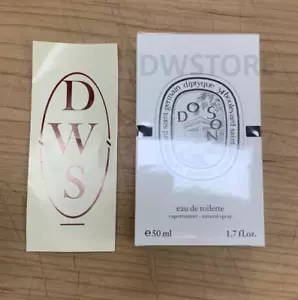 DWSTORE
D
W
S
34 boulevard saint germain diptyque
DO
SON
eau de toilette
vaporisateur - natural spray
e50 ml 1.7 fl.oz.